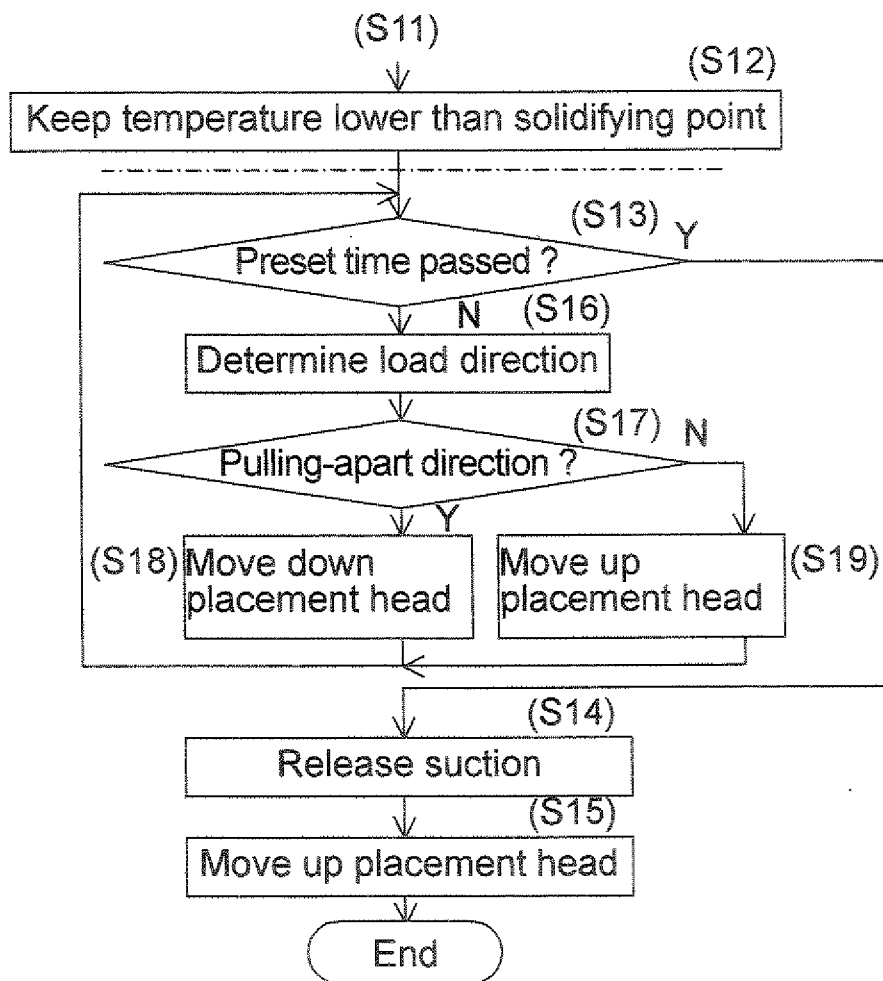 (S11)
(S12)
Keep temperature lower than solidifying point
(S13)
Y
Preset time passed ?
N
(S16)
Determine load direction
(S17)
N
Pulling-apart direction ?
Y
(S18)
Move down
placement head
Move up
placement head
(S19)
(S14)
Release suction
(S15)
Move up placement head
End